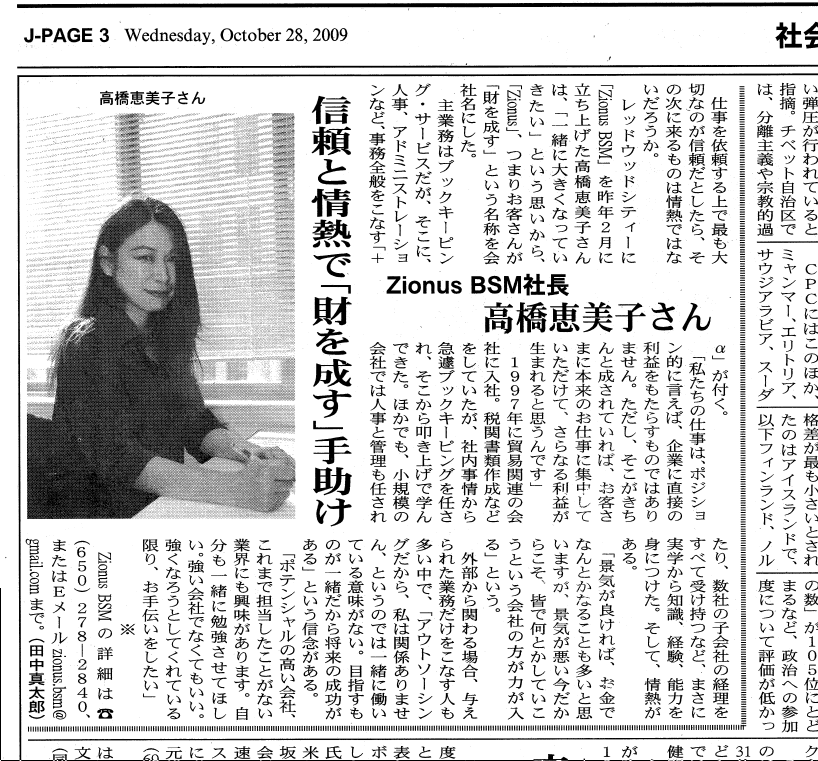 J-PAGE 3 Wednesday, October 28, 2009
社会
い弾圧が行われていると
指摘。チベット自治区で
は、分離主義や宗教的過
CPCにはこのほか、
ミャンマー、エリトリア、
サウジアラビア、スーダ
格差が最も小さいとされ
たのはアイスランドで、
以下フィンランド、ノル
の数」が105位にとど
まるなど、政治への参加
度について評価が低かっ
高橋恵美子さん
信頼と情熱で「財を成す」手助け
Zionus BSM社長
高橋恵美子さん
仕事を依頼する上で最も大
切なのが信頼だとしたら、そ
の次に来るものは情熱ではな
いだろうか。
レッドウッドシティーに
「Zionus BSM」を昨年2月に
立ち上げた高橋恵美子さん
は、「一緒に大きくなってい
きたい」という思いから、
「Zionus」、つまりお客さんが
「財を成す」という名称を会
社名にした。
主業務はブックキーピン
グ・サービスだが、そこに、
人事、アドミニストレーショ
ンなど、事務全般をこなす「＋
α」が付く。
「私たちの仕事は、ポジショ
ン的に言えば、企業に直接の
利益をもたらすものではあり
ません。ただし、そこがきち
んと成されていれば、お客さ
まに本来のお仕事に集中して
いただけて、さらなる利益が
生まれると思うんです」
1997年に貿易関連の会
社に入社。税関書類作成など
をしていたが、社内事情から
急遽ブックキーピングを任さ
れ、そこから叩き上げで学ん
できた。ほかでも、小規模の
会社では人事と管理も任され
たり、数社の子会社の経理を
すべて受け持つなど、まさに
実学から知識、経験、能力を
身につけた。そして、情熱が
ある。
「景気が良ければ、お金で
なんとかなることも多いと思
いますが、景気が悪い今だか
らこそ、皆で何とかしていこ
うという会社の方が力が入
る」という。
外部から関わる場合、与え
られた業務だけをこなす人も
多い中で、「アウトソーシン
グだから、私は関係ありませ
ん、というのでは一緒に働い
ている意味がない。目指すも
のが一緒だから将来の成功が
ある」という信念がある。
「ポテンシャルの高い会社、
これまで担当したことがない
業界にも興味があります。自
分も一緒に勉強させてほし
い。強い会社でなくてもいい。
強くなろうとしてくれている
限り、お手伝いをしたい」
※
Zionus BSMの詳細は☎
(650)278-2840、
またはEメール zionus.bsm@
gmail.comまで。（田中真太郎）